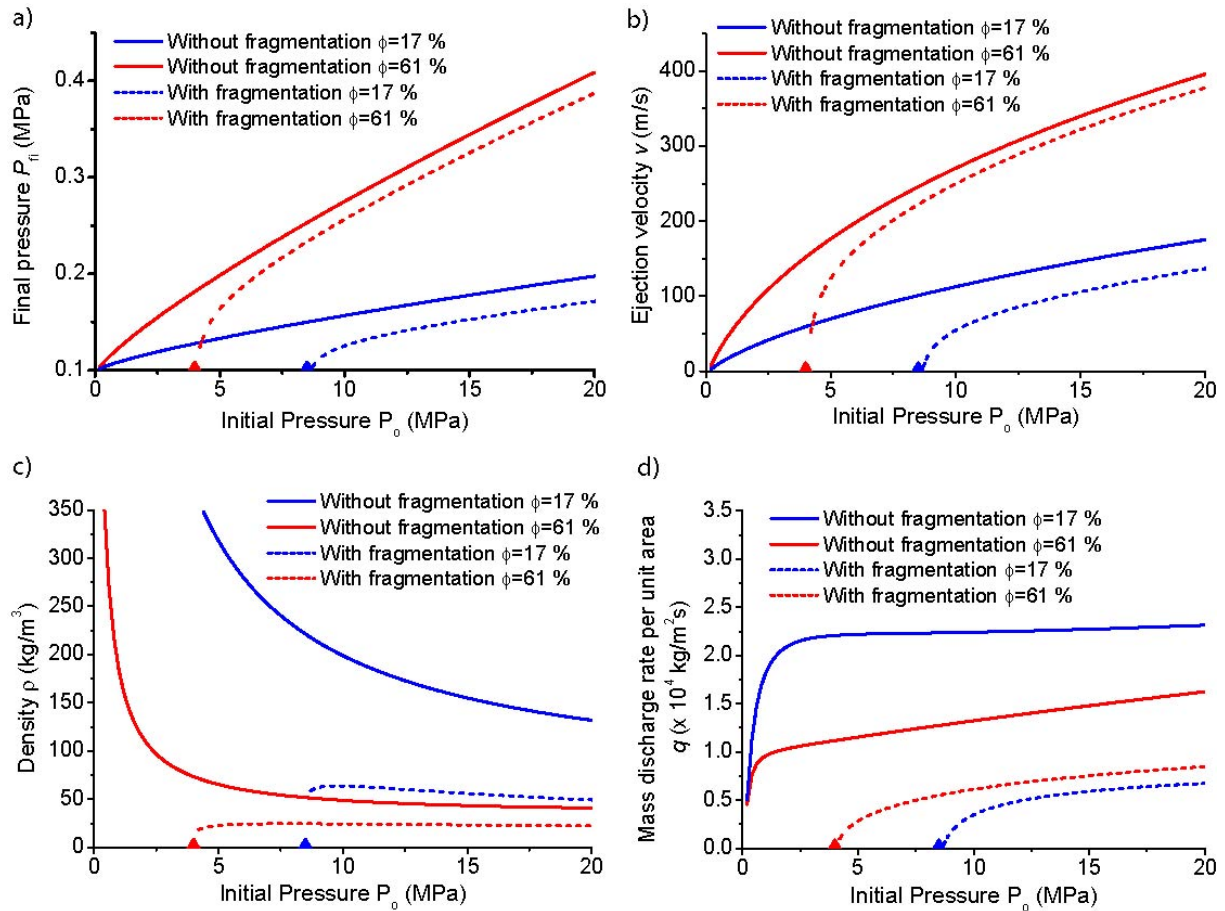 a)
Without fragmentation ϕ=17 %
Without fragmentation ϕ=61 %
With fragmentation ϕ=17 %
With fragmentation ϕ=61 %
Final pressure Pfi (MPa)
0.4
0.3
0.2
0.1
0 5 10 15 20
Initial Pressure Po (MPa)
b)
Without fragmentation ϕ=17 %
Without fragmentation ϕ=61 %
With fragmentation ϕ=17 %
With fragmentation ϕ=61 %
Ejection velocity v (m/s)
400
300
200
100
0
0 5 10 15 20
Initial Pressure Po (MPa)
c)
Without fragmentation ϕ=17 %
Without fragmentation ϕ=61 %
With fragmentation ϕ=17 %
With fragmentation ϕ=61 %
Density ρ (kg/m³)
350
300
250
200
150
100
50
0
0 5 10 15 20
Initial Pressure Po (MPa)
d)
Without fragmentation ϕ=17 %
Without fragmentation ϕ=61 %
With fragmentation ϕ=17 %
With fragmentation ϕ=61 %
Mass discharge rate per unit area
q (x 10⁴ kg/m²s)
3.5
3.0
2.5
2.0
1.5
1.0
0.5
0.0
0 5 10 15 20
Initial Pressure Po (MPa)